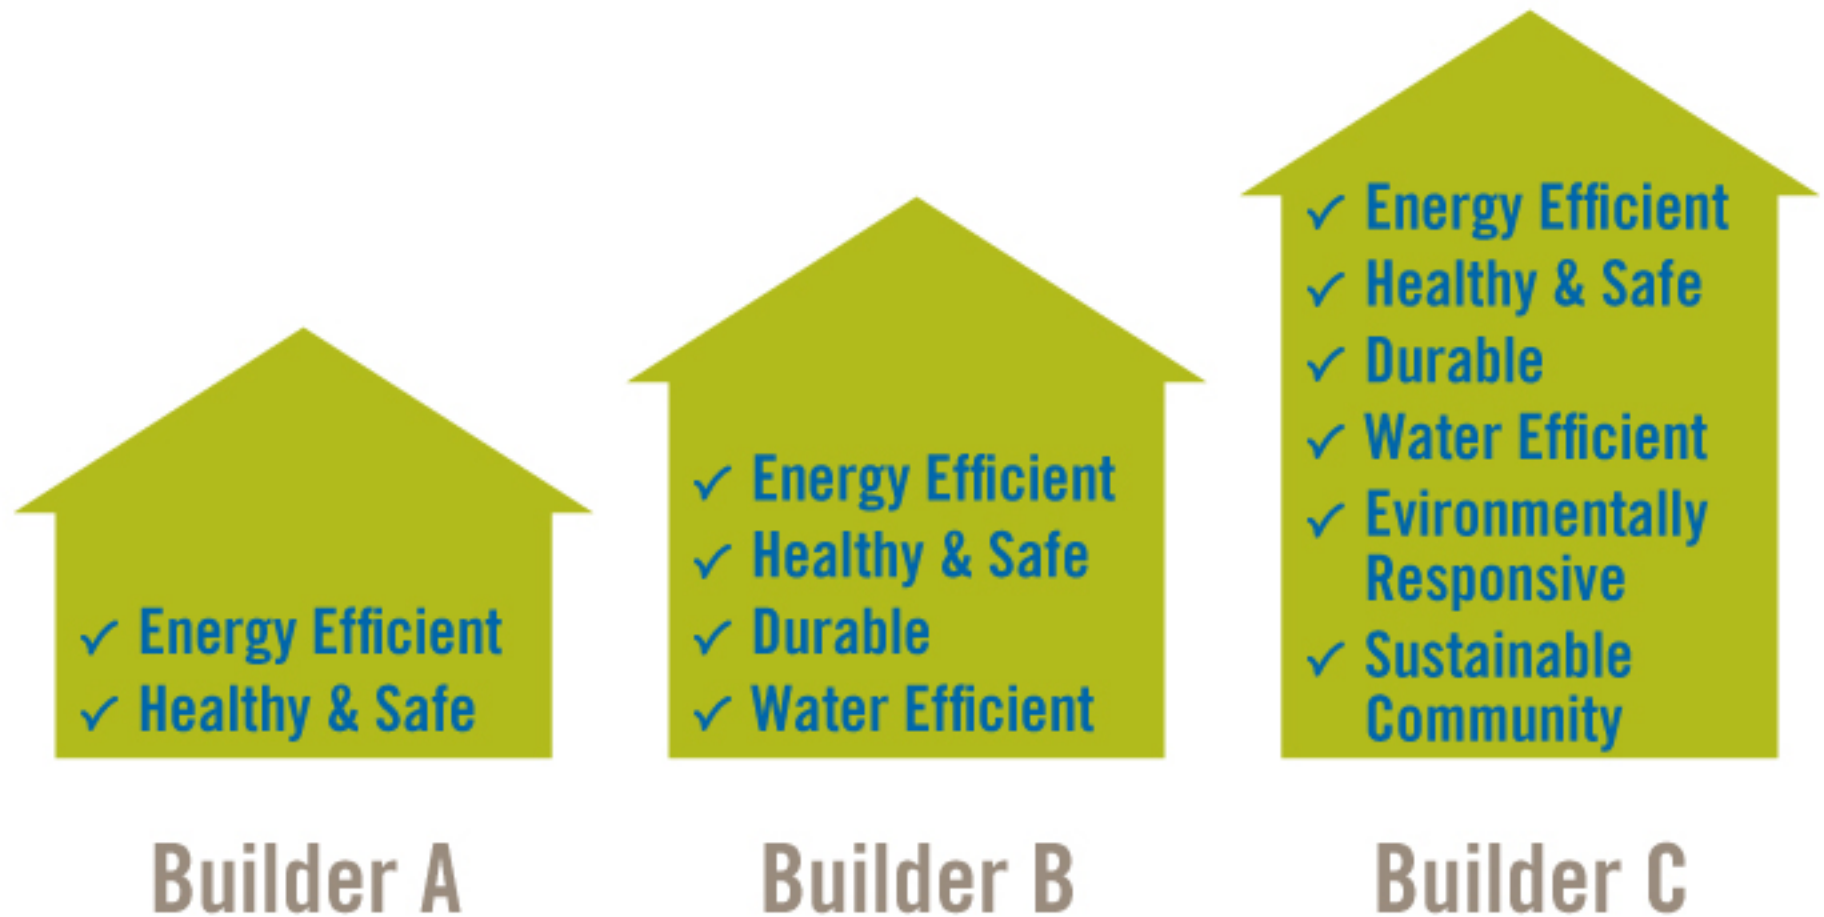 ✓ Energy Efficient
✓ Healthy & Safe
Builder A
✓ Energy Efficient
✓ Healthy & Safe
✓ Durable
✓ Water Efficient
Builder B
✓ Energy Efficient
✓ Healthy & Safe
✓ Durable
✓ Water Efficient
✓ Evironmentally
Responsive
✓ Sustainable
Community
Builder C